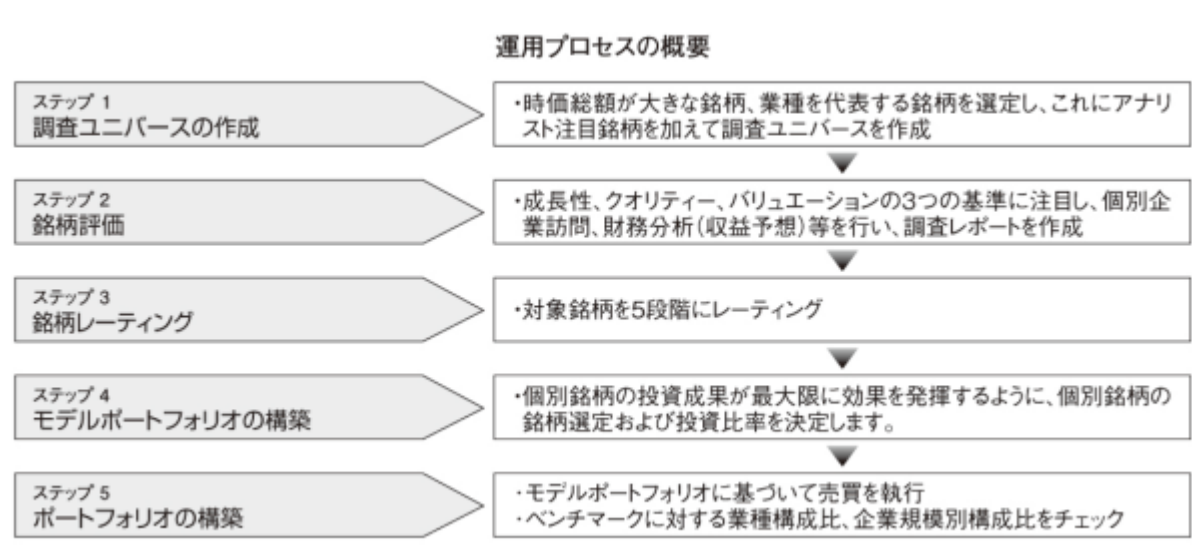 運用プロセスの概要
ステップ 1
調査ユニバースの作成
・時価総額が大きな銘柄、業種を代表する銘柄を選定し、これにアナリ
スト注目銘柄を加えて調査ユニバースを作成
ステップ 2
銘柄評価
・成長性、クオリティー、バリュエーションの3つの基準に注目し、個別企
業訪問、財務分析(収益予想)等を行い、調査レポートを作成
ステップ 3
銘柄レーティング
・対象銘柄を5段階にレーティング
ステップ 4
モデルポートフォリオの構築
・個別銘柄の投資成果が最大限に効果を発揮するように、個別銘柄の
銘柄選定および投資比率を決定します。
ステップ 5
ポートフォリオの構築
・モデルポートフォリオに基づいて売買を執行
・ベンチマークに対する業種構成比、企業規模別構成比をチェック